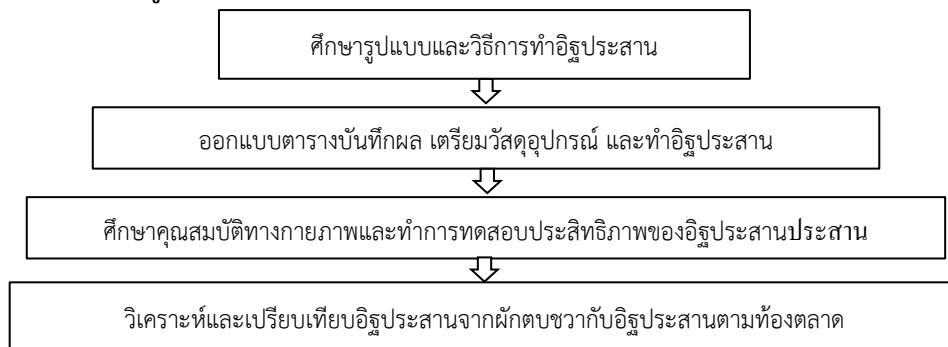 ศึกษารูปแบบและวิธีการทำอิฐประสาน
ออกแบบตารางบันทึกผล เตรียมวัสดุอุปกรณ์ และทำอิฐประสาน
ศึกษาคุณสมบัติทางกายภาพและทำการทดสอบประสิทธิภาพของอิฐประสานประสาน
วิเคราะห์และเปรียบเทียบอิฐประสานจากผักตบชวากับอิฐประสานตามท้องตลาด